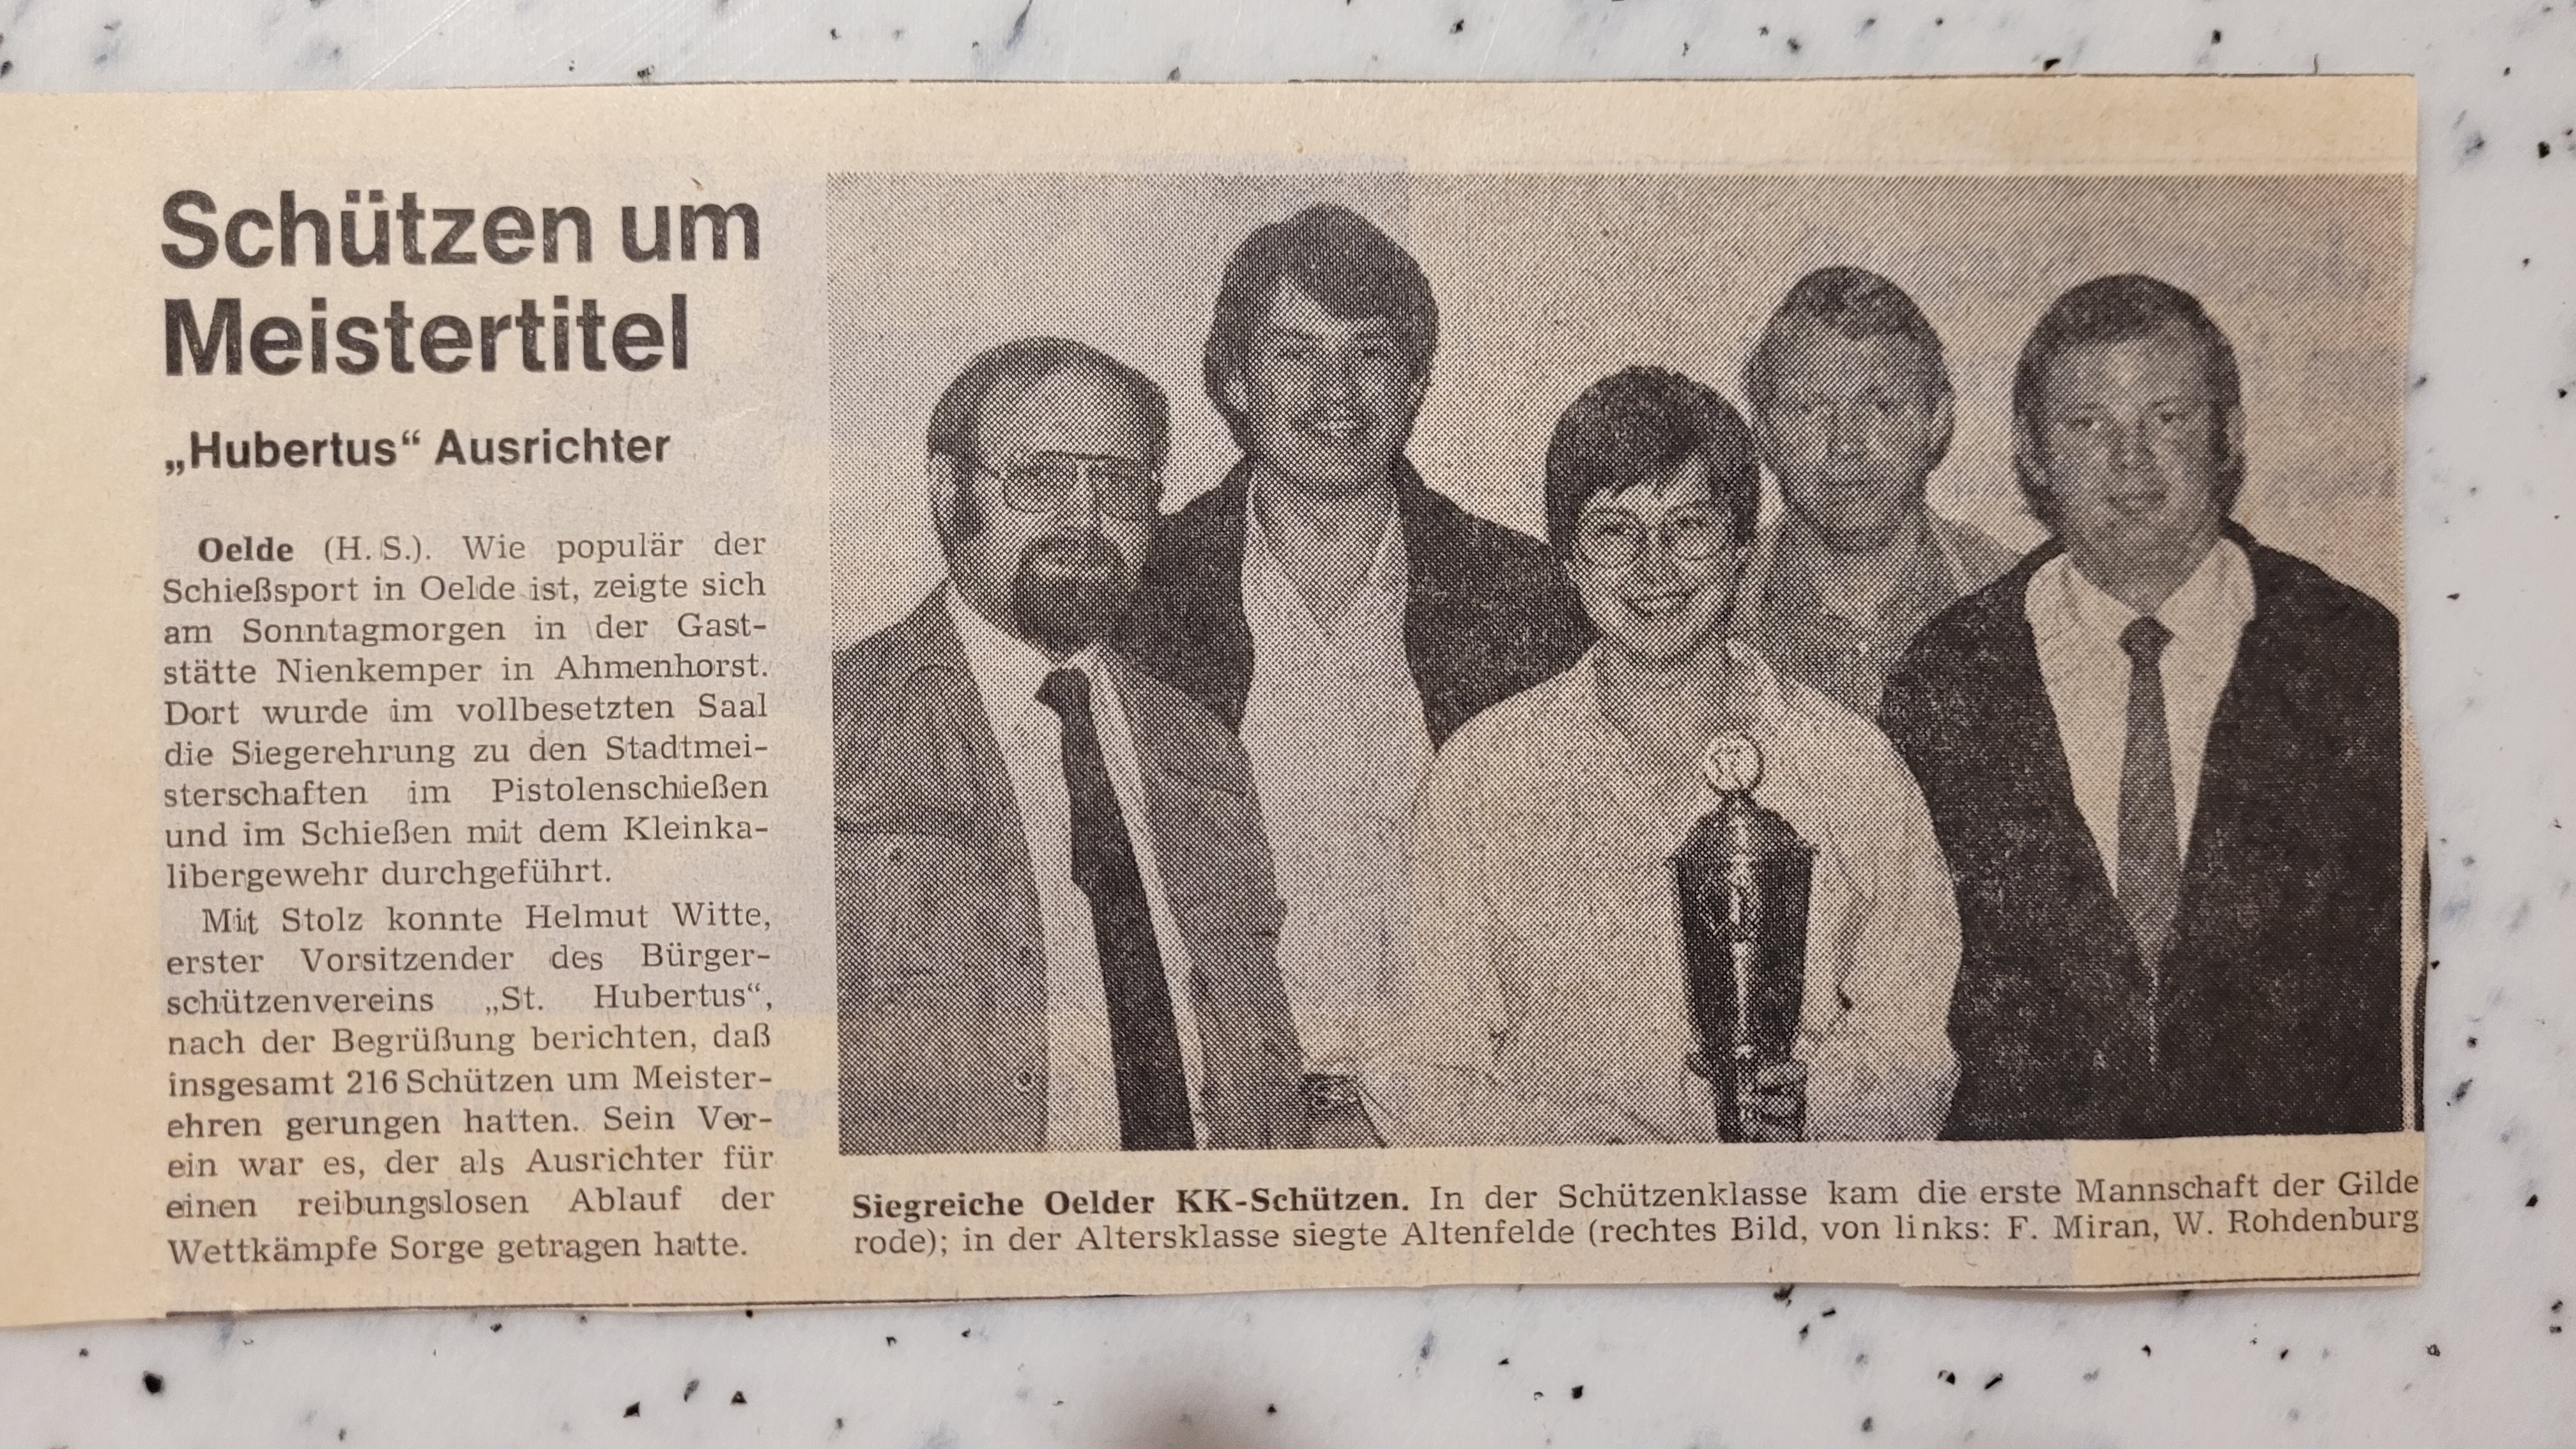 Schützen um
Meistertitel
„Hubertus“ Ausrichter
Oelde (H. S.). Wie populär der
Schießsport in Oelde ist, zeigte sich
am Sonntagmorgen in der Gast-
stätte Nienkemper in Ahmenhorst.
Dort wurde im vollbesetzten Saal
die Siegerehrung zu den Stadtmei-
sterschaften im Pistolenschießen
und im Schießen mit dem Kleinka-
libergewehr durchgeführt.
Mit Stolz konnte Helmut Witte,
erster Vorsitzender des Bürger-
schützenvereins „St. Hubertus“,
nach der Begrüßung berichten, daß
insgesamt 216 Schützen um Meister-
ehren gerungen hatten. Sein Ver-
ein war es, der als Ausrichter für
einen reibungslosen Ablauf der
Wettkämpfe Sorge getragen hatte.
Siegreiche Oelder KK-Schützen. In der Schützenklasse kam die erste Mannschaft der Gilde
rode); in der Altersklasse siegte Altenfelde (rechtes Bild, von links: F. Miran, W. Rohdenburg